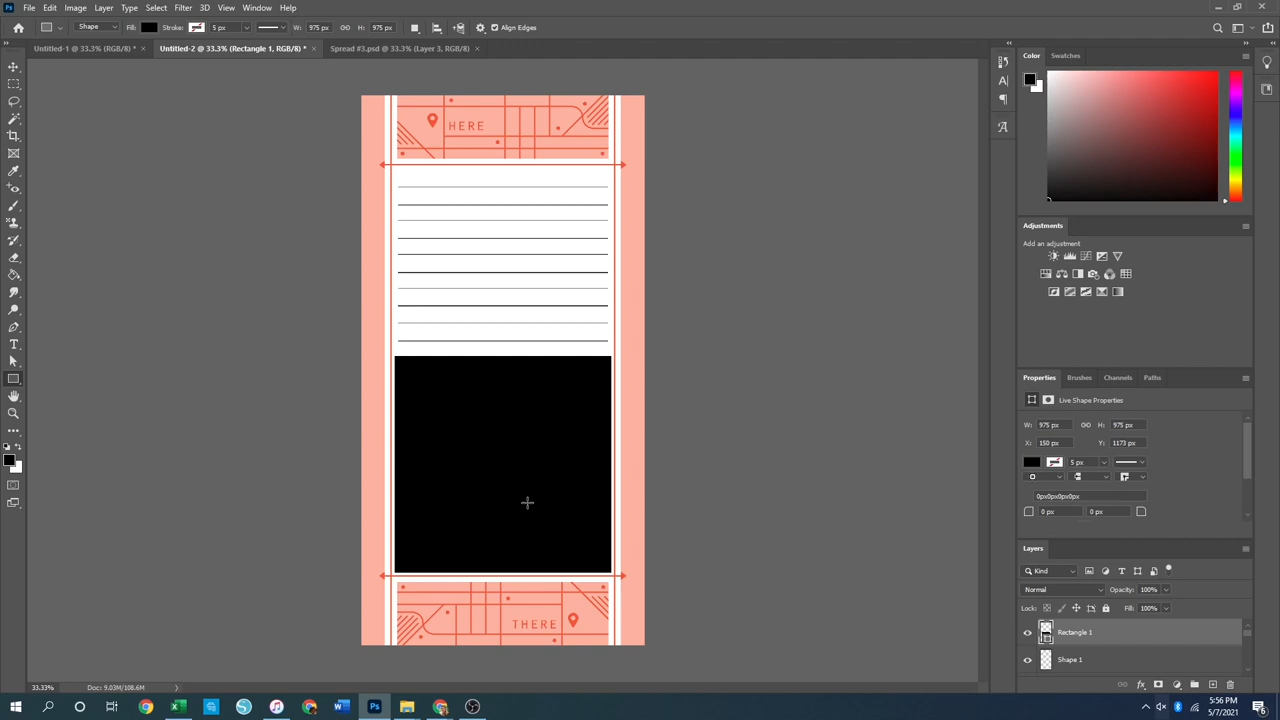 File Edit Image Layer Type Select Filter 3D View Window Help
Shape Fill: Stroke: 5 px W: 975 px H: 975 px Align Edges
Untitled-1 @ 33.3% (RGB/8) * × Untitled-2 @ 33.3% (Rectangle 1, RGB/8) * × Spread #3.psd @ 33.3% (Layer 3, RGB/8) ×
Color Swatches
HERE
Adjustments
Add an adjustment
Properties Brushes Channels Paths
Live Shape Properties
W: 975 px H: 975 px
X: 150 px Y: 1173 px
5 px
0px0px0px0px
0 px 0 px
Layers
Kind
Normal Opacity: 100%
Lock: Fill: 100%
THERE
Rectangle 1
Shape 1
33.33% Doc: 9.03M/108.6M
5:56 PM
5/7/2021